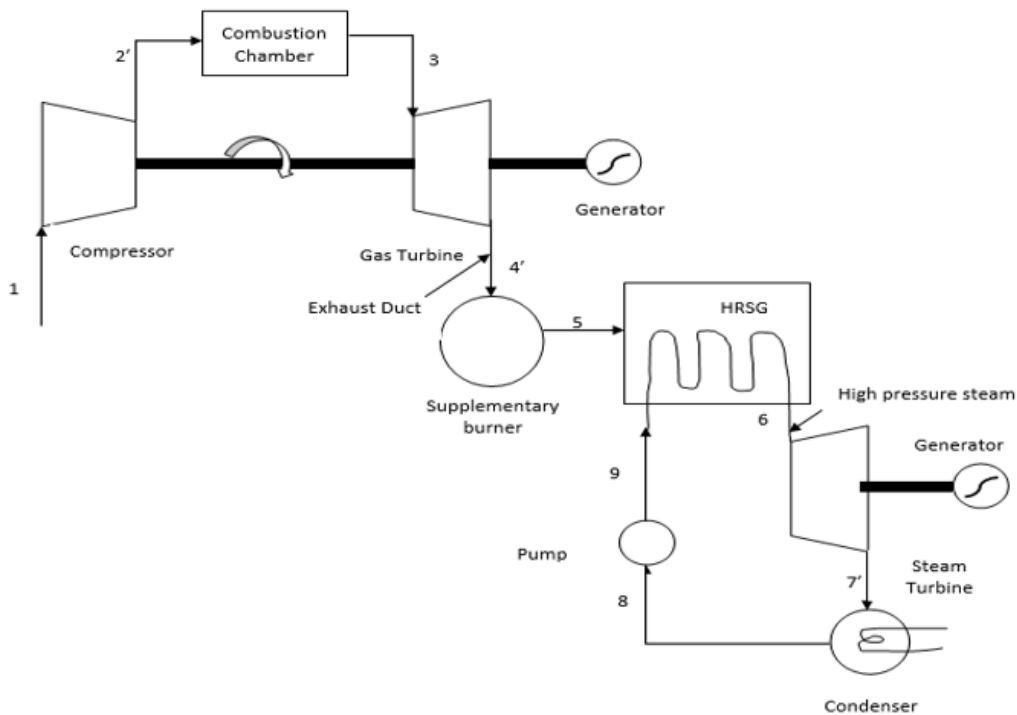 Combustion
Chamber
2'
3
Generator
Compressor
Gas Turbine
1
4'
Exhaust Duct
HRSG
5
Supplementary
burner
High pressure steam
6
Generator
9
Pump
Steam
Turbine
7'
8
Condenser